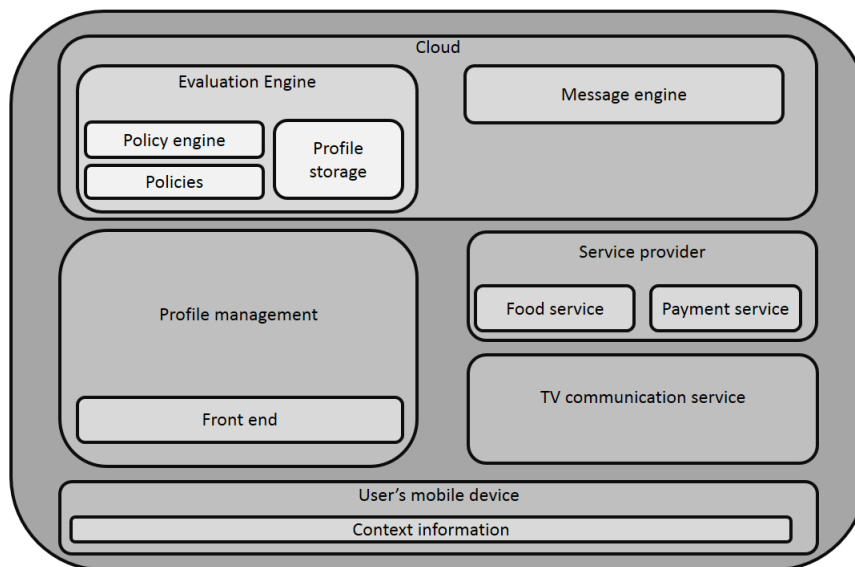 Cloud
Evaluation Engine
Message engine
Policy engine
Profile
storage
Policies
Service provider
Profile management
Food service
Payment service
TV communication service
Front end
User's mobile device
Context information